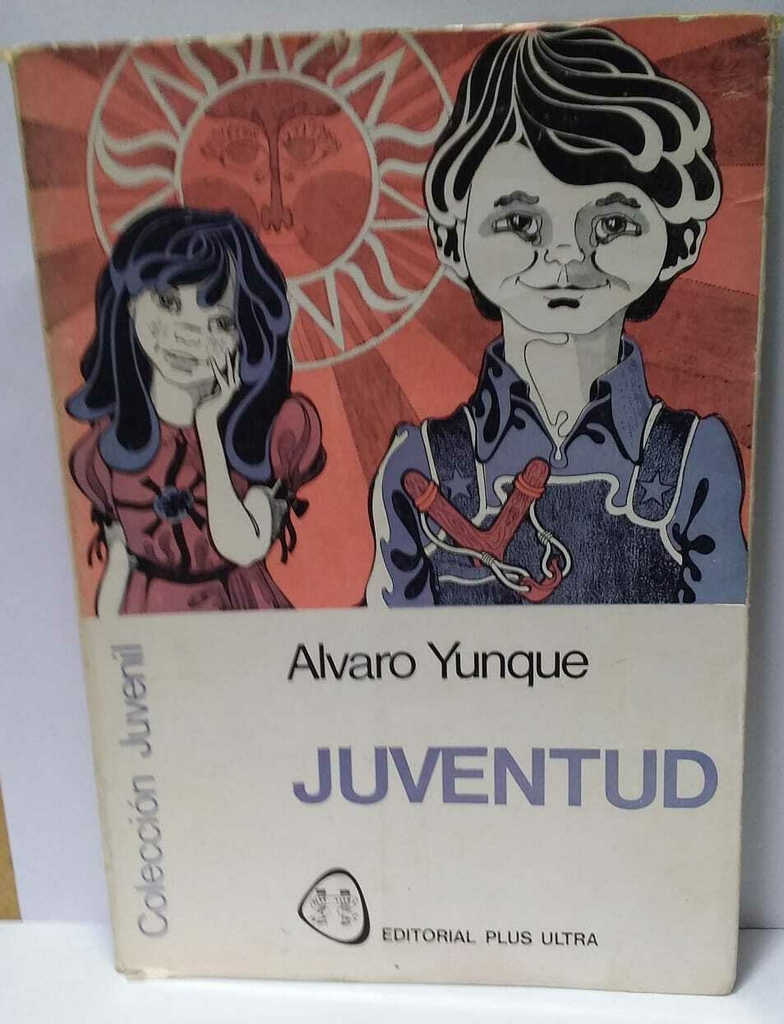 Alvaro Yunque
JUVENTUD
Colección Juvenil
EDITORIAL PLUS ULTRA